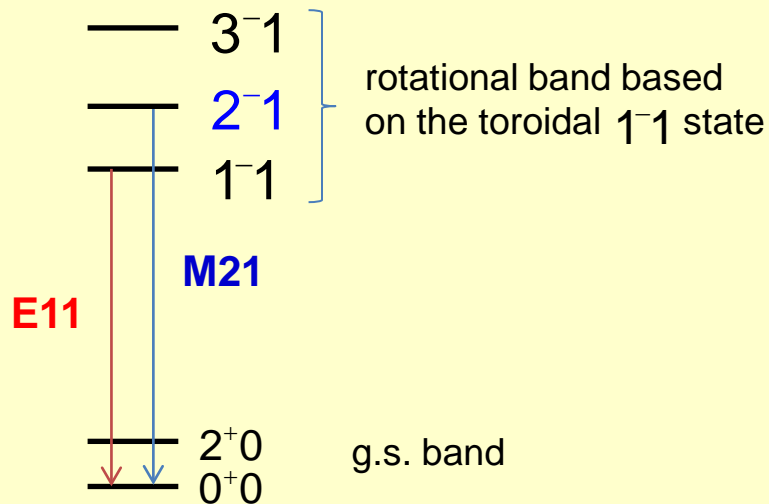 3⁻1
2⁻1
1⁻1
rotational band based
on the toroidal 1⁻1 state
M21
E11
2⁺0
0⁺0
g.s. band